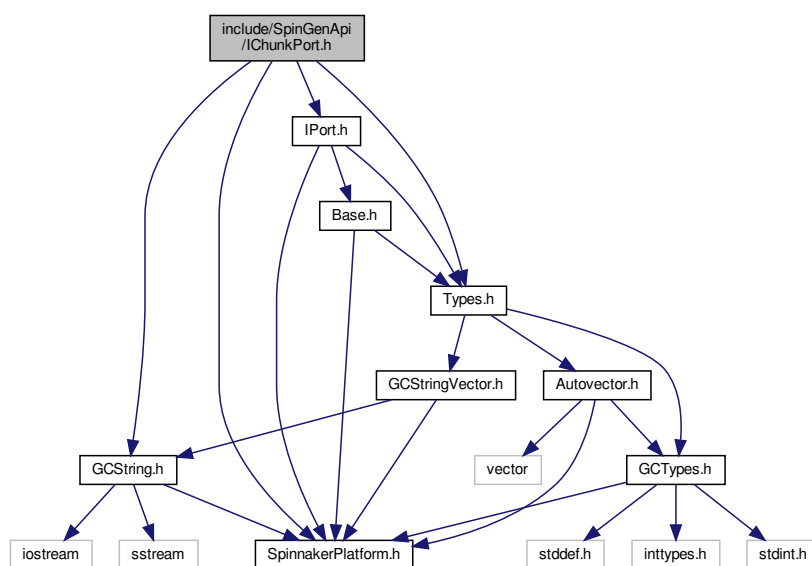 include/SpinGenApi
/IChunkPort.h
IPort.h
Base.h
Types.h
GCStringVector.h
Autovector.h
GCString.h
vector
GCTypes.h
iostream
sstream
SpinnakerPlatform.h
stddef.h
inttypes.h
stdint.h